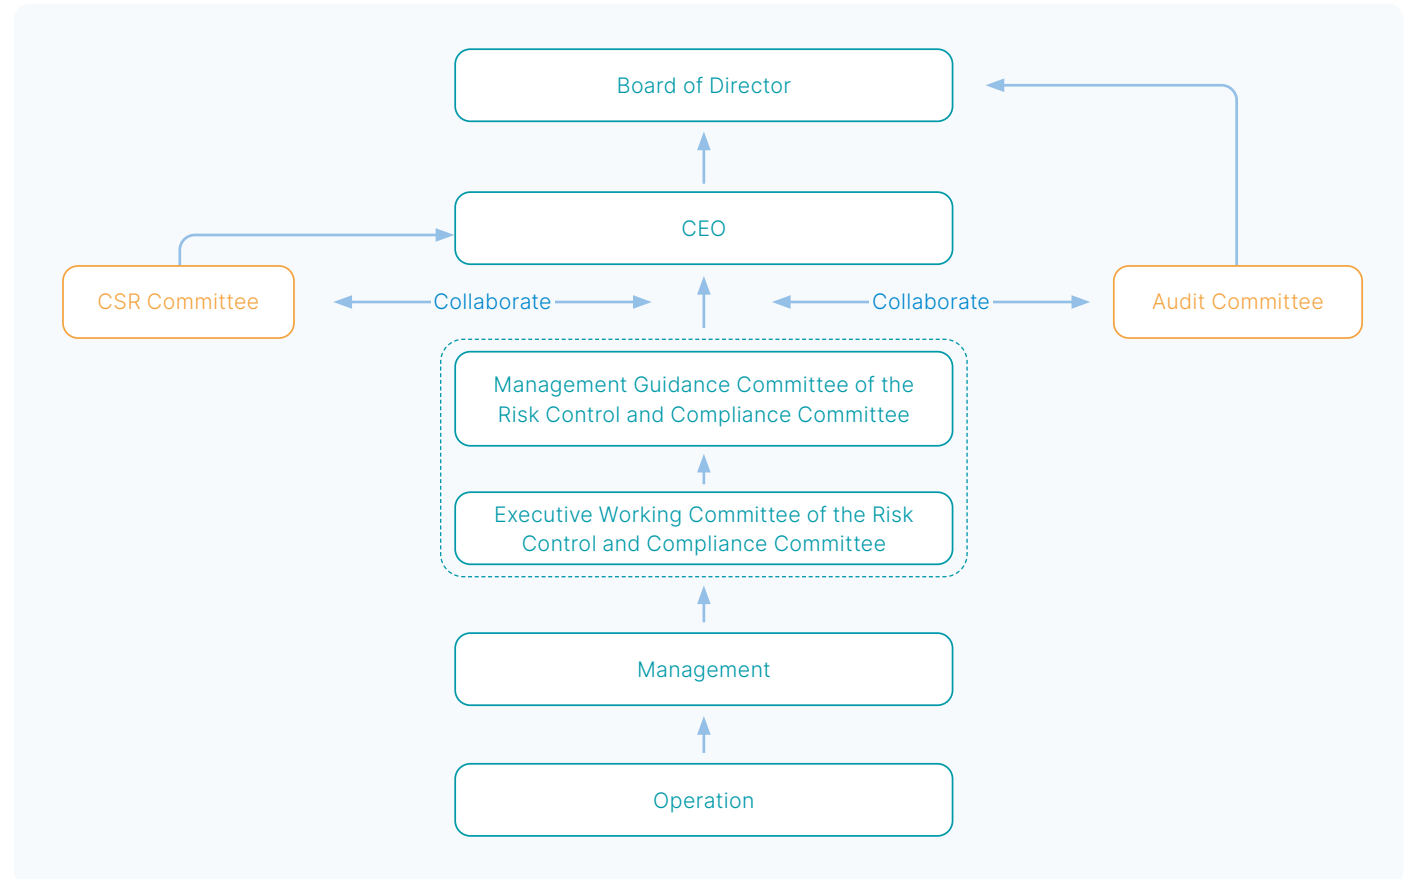 Board of Director
CEO
CSR Committee
Collaborate
Collaborate
Audit Committee
Management Guidance Committee of the
Risk Control and Compliance Committee
Executive Working Committee of the Risk
Control and Compliance Committee
Management
Operation